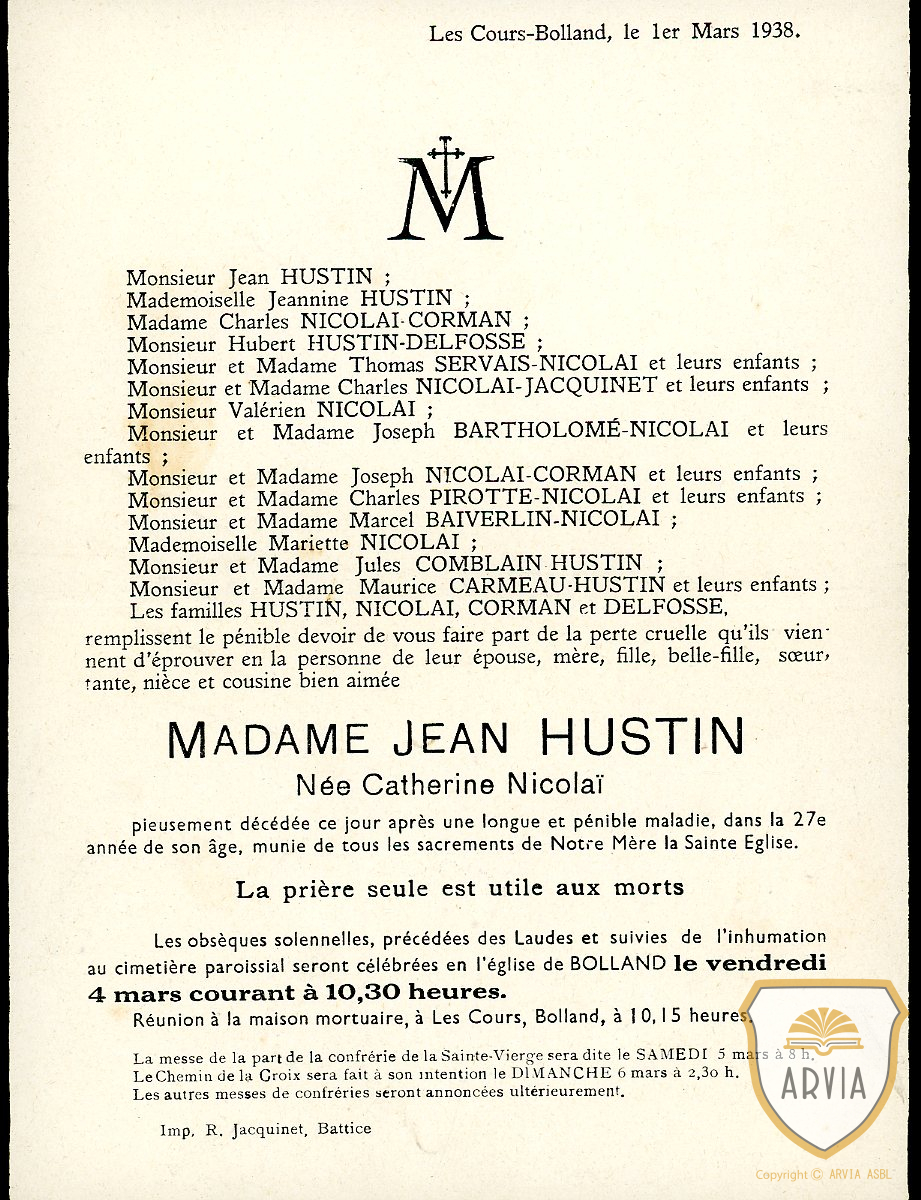 Les Cours-Bolland, le 1er Mars 1938.
M
Monsieur Jean HUSTIN ;
Mademoiselle Jeannine HUSTIN ;
Madame Charles NICOLAI-CORMAN ;
Monsieur Hubert HUSTIN-DELFOSSE ;
Monsieur et Madame Thomas SERVAIS-NICOLAI et leurs enfants ;
Monsieur et Madame Charles NICOLAI-JACQUINET et leurs enfants ;
Monsieur Valérien NICOLAI ;
Monsieur et Madame Joseph BARTHOLOMÉ-NICOLAI et leurs
enfants ;
Monsieur et Madame Joseph NICOLAI-CORMAN et leurs enfants ;
Monsieur et Madame Charles PIROTTE-NICOLAI et leurs enfants ;
Monsieur et Madame Marcel BAIVERLIN-NICOLAI ;
Mademoiselle Mariette NICOLAI ;
Monsieur et Madame Jules COMBLAIN-HUSTIN ;
Monsieur et Madame Maurice CARMEAU-HUSTIN et leurs enfants ;
Les familles HUSTIN, NICOLAI, CORMAN et DELFOSSE,
remplissent le pénible devoir de vous faire part de la perte cruelle qu'ils vien-
nent d'éprouver en la personne de leur épouse, mère, fille, belle-fille, sœur,
tante, nièce et cousine bien aimée
MADAME JEAN HUSTIN
Née Catherine Nicolaï
pieusement décédée ce jour après une longue et pénible maladie, dans la 27e
année de son âge, munie de tous les sacrements de Notre Mère la Sainte Eglise.
La prière seule est utile aux morts
Les obsèques solennelles, précédées des Laudes et suivies de l'inhumation
au cimetière paroissial seront célébrées en l'église de BOLLAND le vendredi
4 mars courant à 10,30 heures.
Réunion à la maison mortuaire, à Les Cours, Bolland, à 10,15 heures.
La messe de la part de la confrérie de la Sainte-Vierge sera dite le SAMEDI 5 mars à 8 h.
Le Chemin de la Croix sera fait à son intention le DIMANCHE 6 mars à 2,30 h.
Les autres messes de confréries seront annoncées ultérieurement.
Imp. R. Jacquinet, Battice
ARVIA
Copyright © ARVIA ASBL